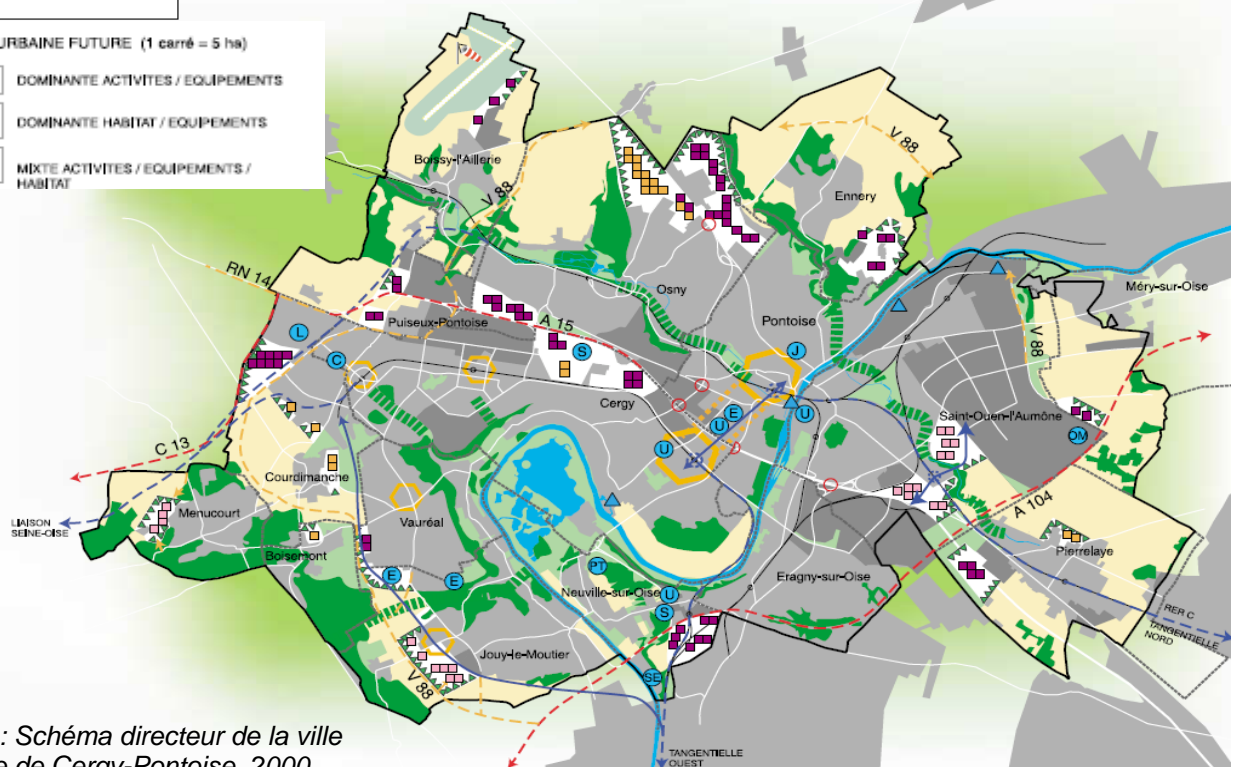 URBAINE FUTURE (1 carré = 5 ha)
DOMINANTE ACTIVITES / EQUIPEMENTS
DOMINANTE HABITAT / EQUIPEMENTS
MIXTE ACTIVITES / EQUIPEMENTS /
HABITAT
Boissy-l'Aillerie
V 88
V 88
Ennery
RN 14
Osny
Méry-sur-Oise
Puiseux-Pontoise
A 15
Pontoise
V 88
L
C
S
J
Cergy
E
U
U
U
Saint-Ouen-l'Aumône
OM
C 13
Courdimanche
Menucourt
Vauréal
LIAISON
SEINE-OISE
A 104
Boisemont
Pierrelaye
E
E
PT
Neuville-sur-Oise
U
S
Eragny-sur-Oise
RER C
TANGENTIELLE
NORD
Jouy-le-Moutier
V 88
SE
TANGENTIELLE
OUEST
: Schéma directeur de la ville
e de Cergy-Pontoise, 2000